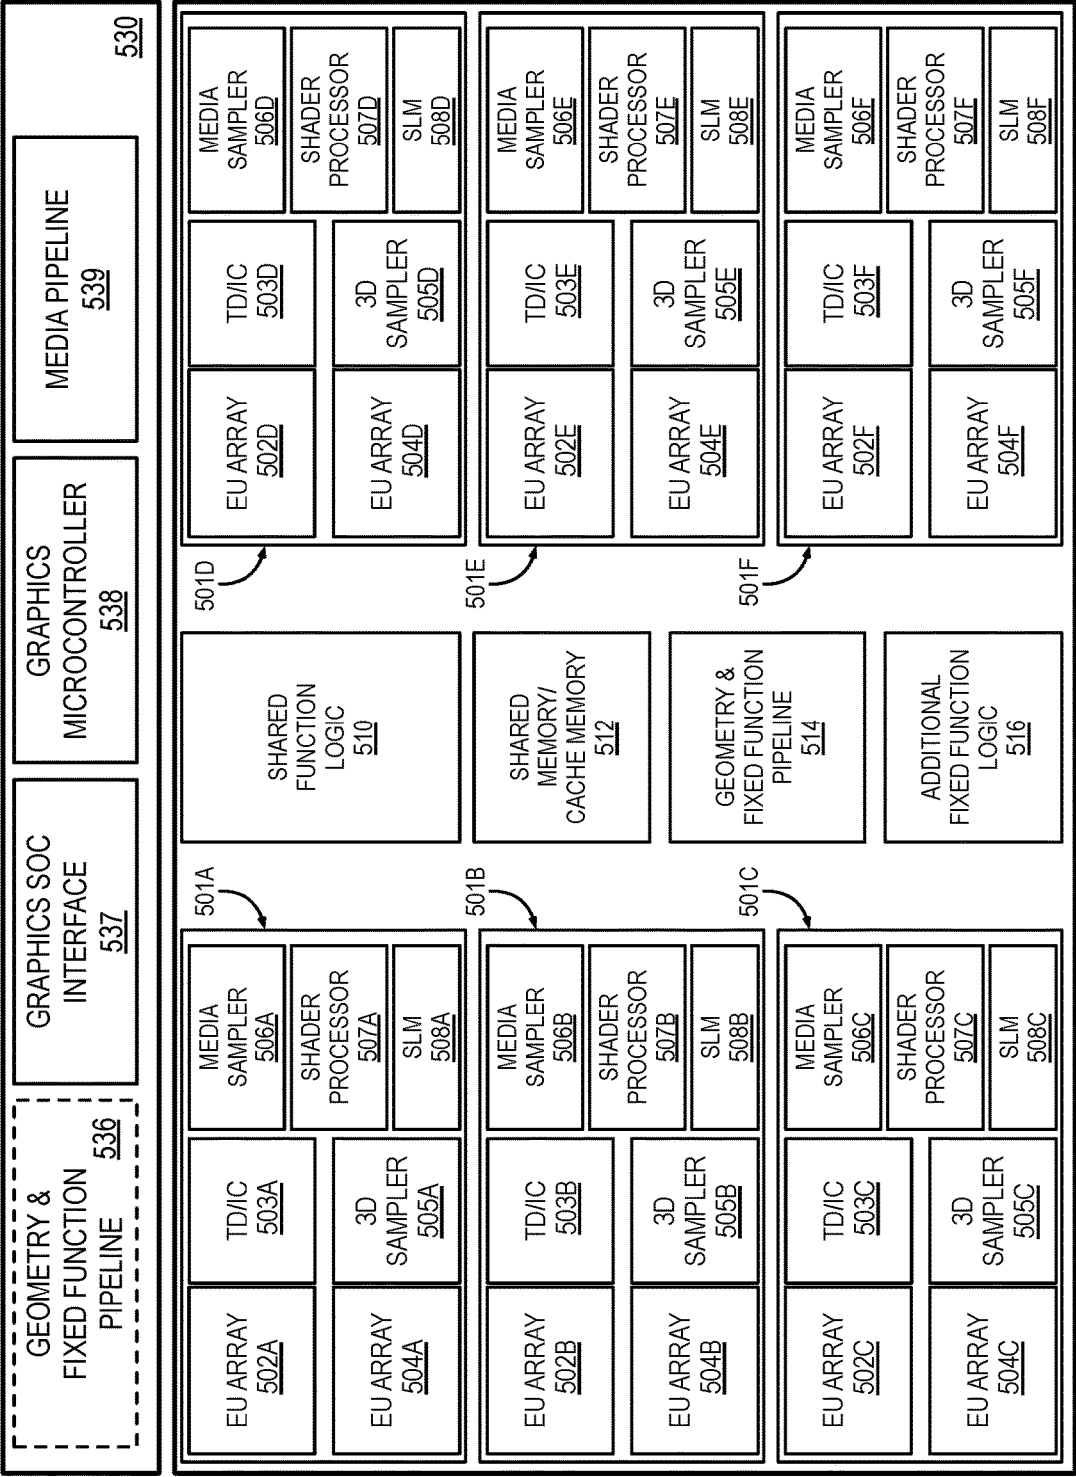 530
GEOMETRY &
FIXED FUNCTION
PIPELINE 536
GRAPHICS SOC
INTERFACE
537
GRAPHICS
MICROCONTROLLER
538
MEDIA PIPELINE
539
501A
EU ARRAY
502A
TD/IC
503A
EU ARRAY
504A
3D
SAMPLER
505A
MEDIA
SAMPLER
506A
SHADER
PROCESSOR
507A
SLM
508A
SHARED
FUNCTION
LOGIC
510
501D
EU ARRAY
502D
TD/IC
503D
EU ARRAY
504D
3D
SAMPLER
505D
MEDIA
SAMPLER
506D
SHADER
PROCESSOR
507D
SLM
508D
501B
EU ARRAY
502B
TD/IC
503B
EU ARRAY
504B
3D
SAMPLER
505B
MEDIA
SAMPLER
506B
SHADER
PROCESSOR
507B
SLM
508B
SHARED
MEMORY/
CACHE MEMORY
512
501E
EU ARRAY
502E
TD/IC
503E
EU ARRAY
504E
3D
SAMPLER
505E
MEDIA
SAMPLER
506E
SHADER
PROCESSOR
507E
SLM
508E
GEOMETRY &
FIXED FUNCTION
PIPELINE
514
501C
EU ARRAY
502C
TD/IC
503C
EU ARRAY
504C
3D
SAMPLER
505C
MEDIA
SAMPLER
506C
SHADER
PROCESSOR
507C
SLM
508C
ADDITIONAL
FIXED FUNCTION
LOGIC
516
501F
EU ARRAY
502F
TD/IC
503F
EU ARRAY
504F
3D
SAMPLER
505F
MEDIA
SAMPLER
506F
SHADER
PROCESSOR
507F
SLM
508F